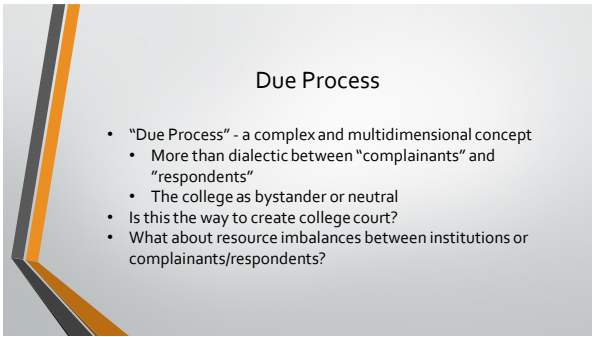 Due Process
• “Due Process” - a complex and multidimensional concept
• More than dialectic between “complainants” and
”respondents”
• The college as bystander or neutral
• Is this the way to create college court?
• What about resource imbalances between institutions or
complainants/respondents?